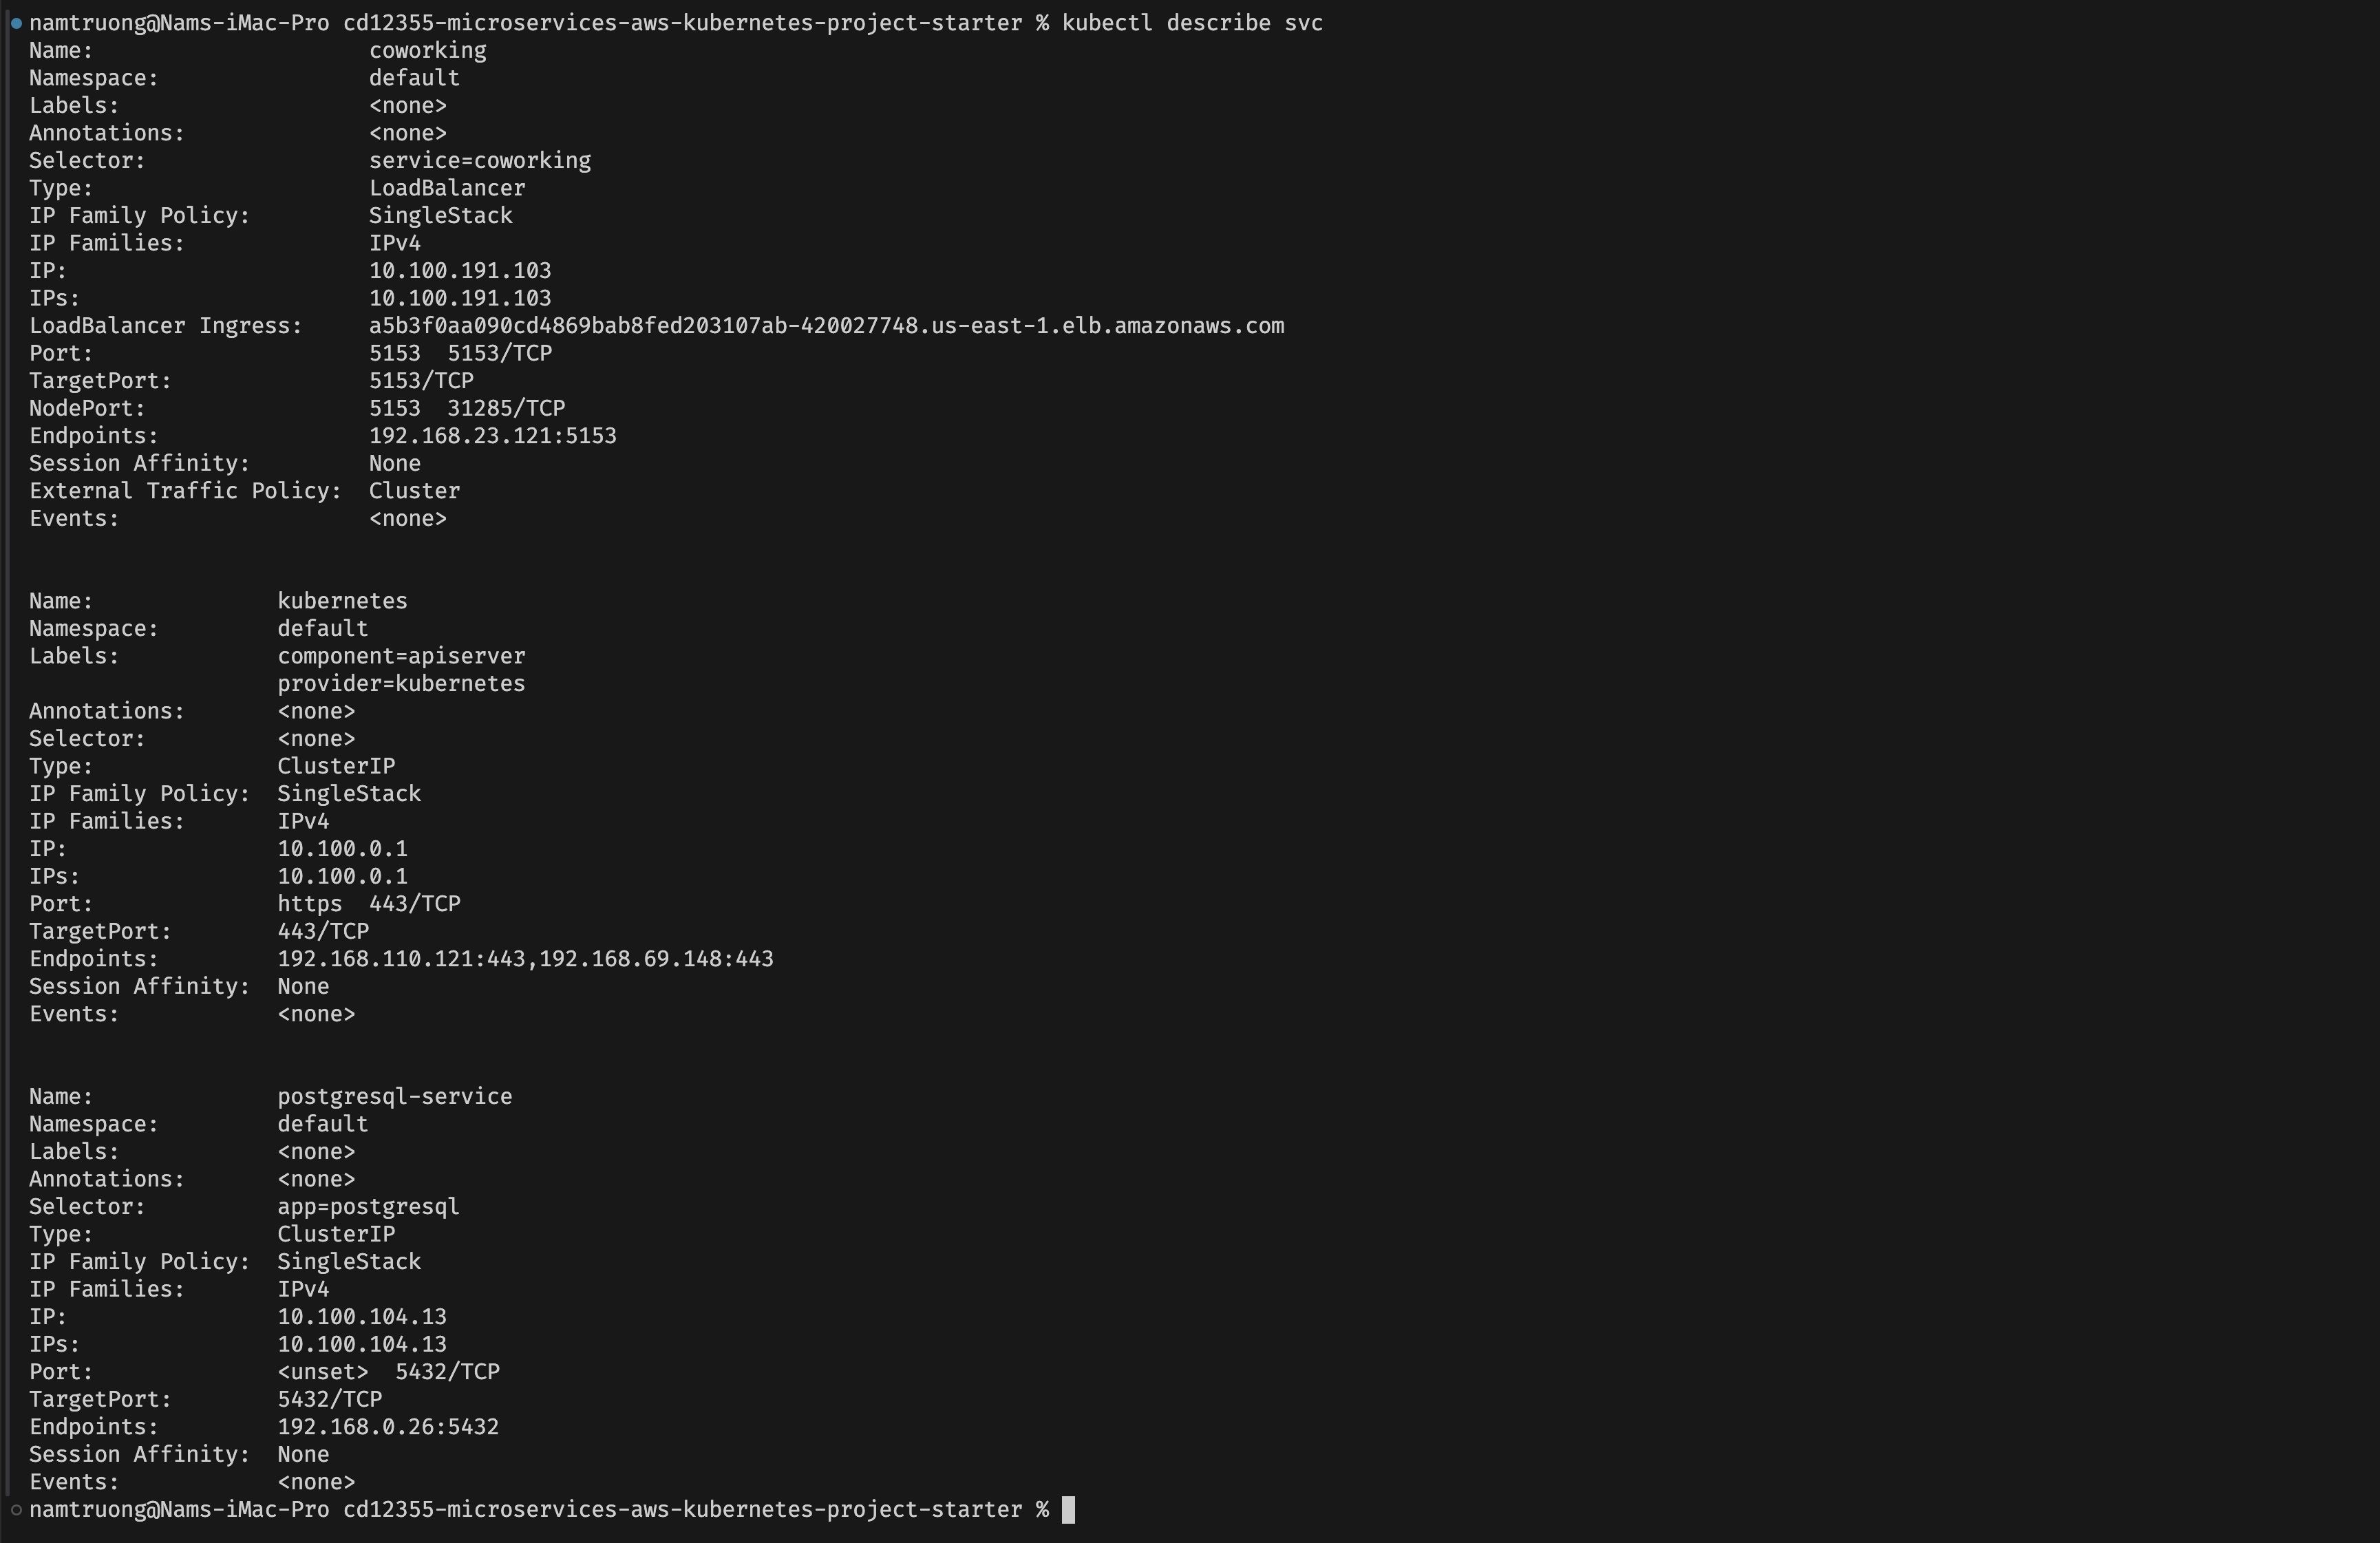 namtruong@Nams-iMac-Pro cd12355-microservices-aws-kubernetes-project-starter % kubectl describe svc
Name:                     coworking
Namespace:                default
Labels:                   <none>
Annotations:              <none>
Selector:                 service=coworking
Type:                     LoadBalancer
IP Family Policy:         SingleStack
IP Families:              IPv4
IP:                       10.100.191.103
IPs:                      10.100.191.103
LoadBalancer Ingress:     a5b3f0aa090cd4869bab8fed203107ab-420027748.us-east-1.elb.amazonaws.com
Port:                     5153  5153/TCP
TargetPort:               5153/TCP
NodePort:                 5153  31285/TCP
Endpoints:                192.168.23.121:5153
Session Affinity:         None
External Traffic Policy:  Cluster
Events:                   <none>
Name:              kubernetes
Namespace:         default
Labels:            component=apiserver
                   provider=kubernetes
Annotations:       <none>
Selector:          <none>
Type:              ClusterIP
IP Family Policy:  SingleStack
IP Families:       IPv4
IP:                10.100.0.1
IPs:               10.100.0.1
Port:              https  443/TCP
TargetPort:        443/TCP
Endpoints:         192.168.110.121:443,192.168.69.148:443
Session Affinity:  None
Events:            <none>
Name:              postgresql-service
Namespace:         default
Labels:            <none>
Annotations:       <none>
Selector:          app=postgresql
Type:              ClusterIP
IP Family Policy:  SingleStack
IP Families:       IPv4
IP:                10.100.104.13
IPs:               10.100.104.13
Port:              <unset>  5432/TCP
TargetPort:        5432/TCP
Endpoints:         192.168.0.26:5432
Session Affinity:  None
Events:            <none>
namtruong@Nams-iMac-Pro cd12355-microservices-aws-kubernetes-project-starter %